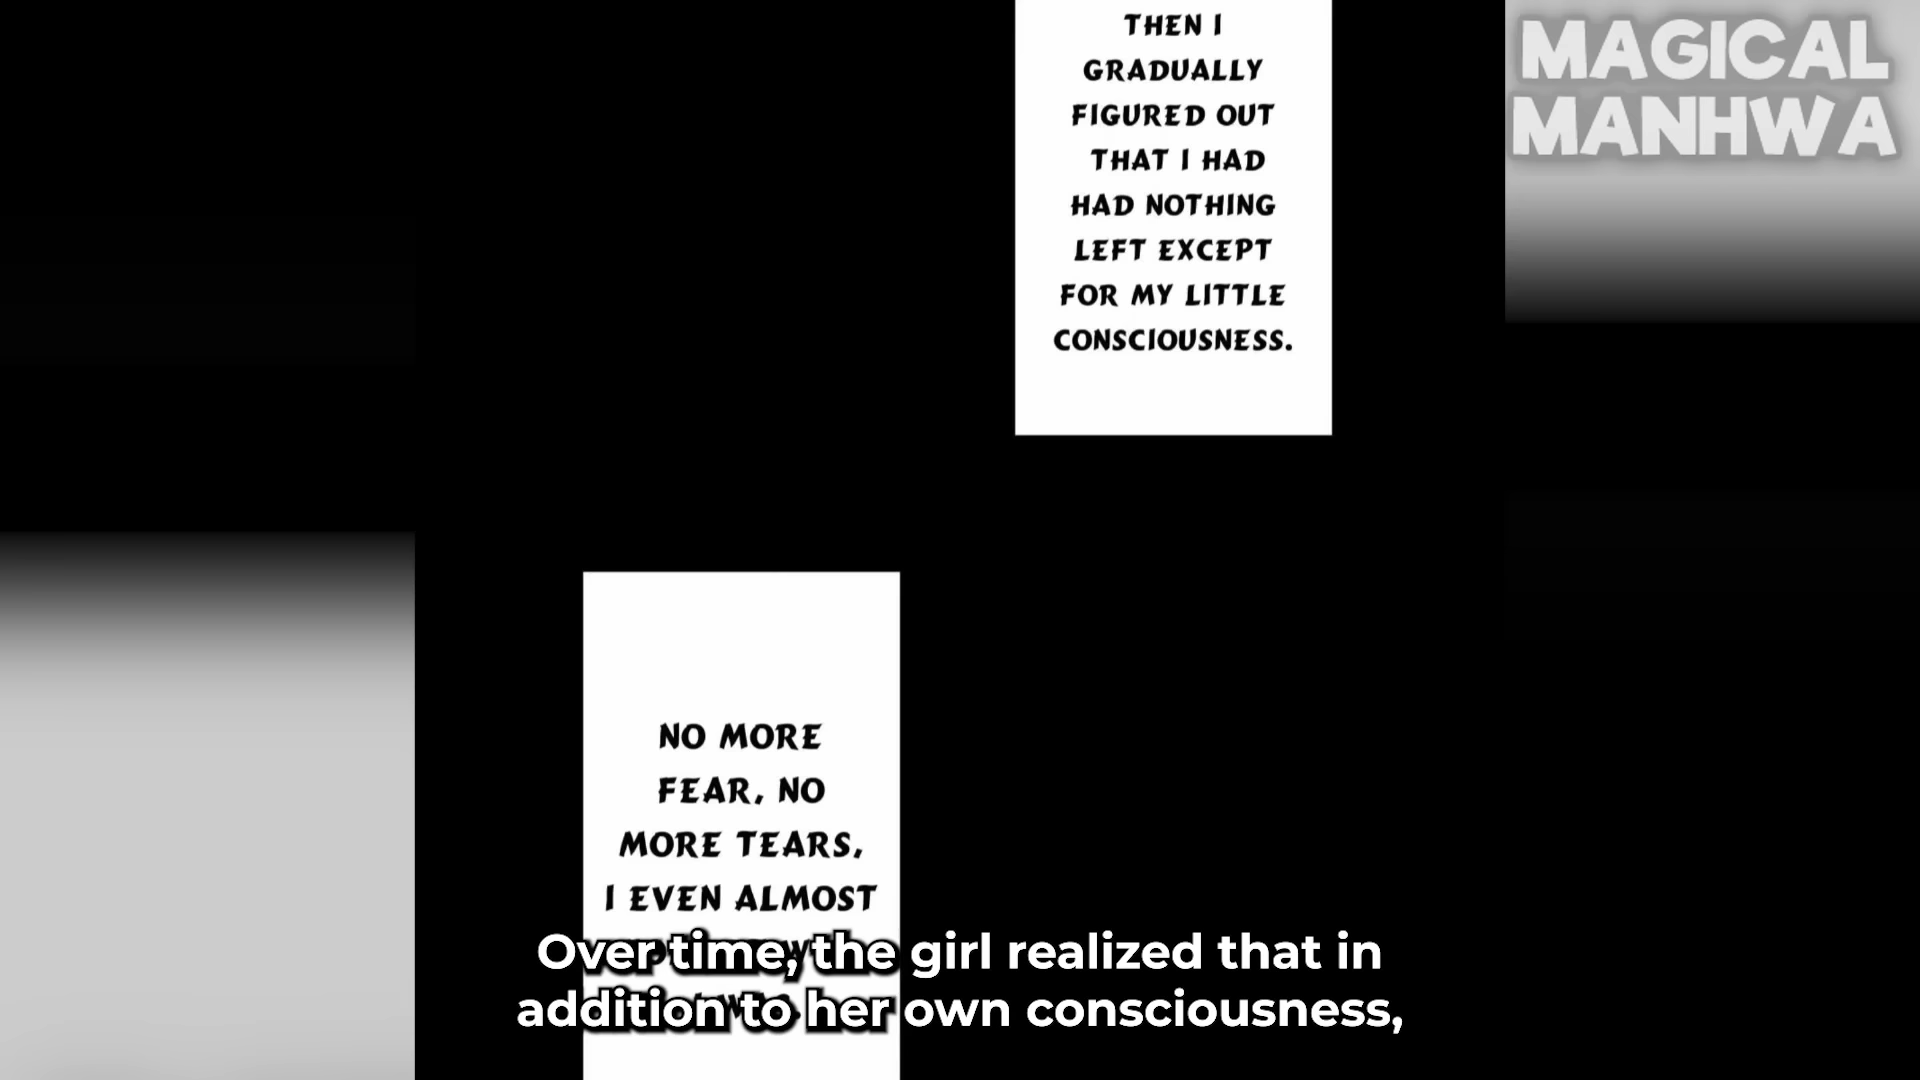 THEN I
GRADUALLY
FIGURED OUT
THAT I HAD
HAD NOTHING
LEFT EXCEPT
FOR MY LITTLE
CONSCIOUSNESS.
MAGICAL
MANHWA
NO MORE
FEAR, NO
MORE TEARS,
I EVEN ALMOST
Over time, the girl realized that in
addition to her own consciousness,